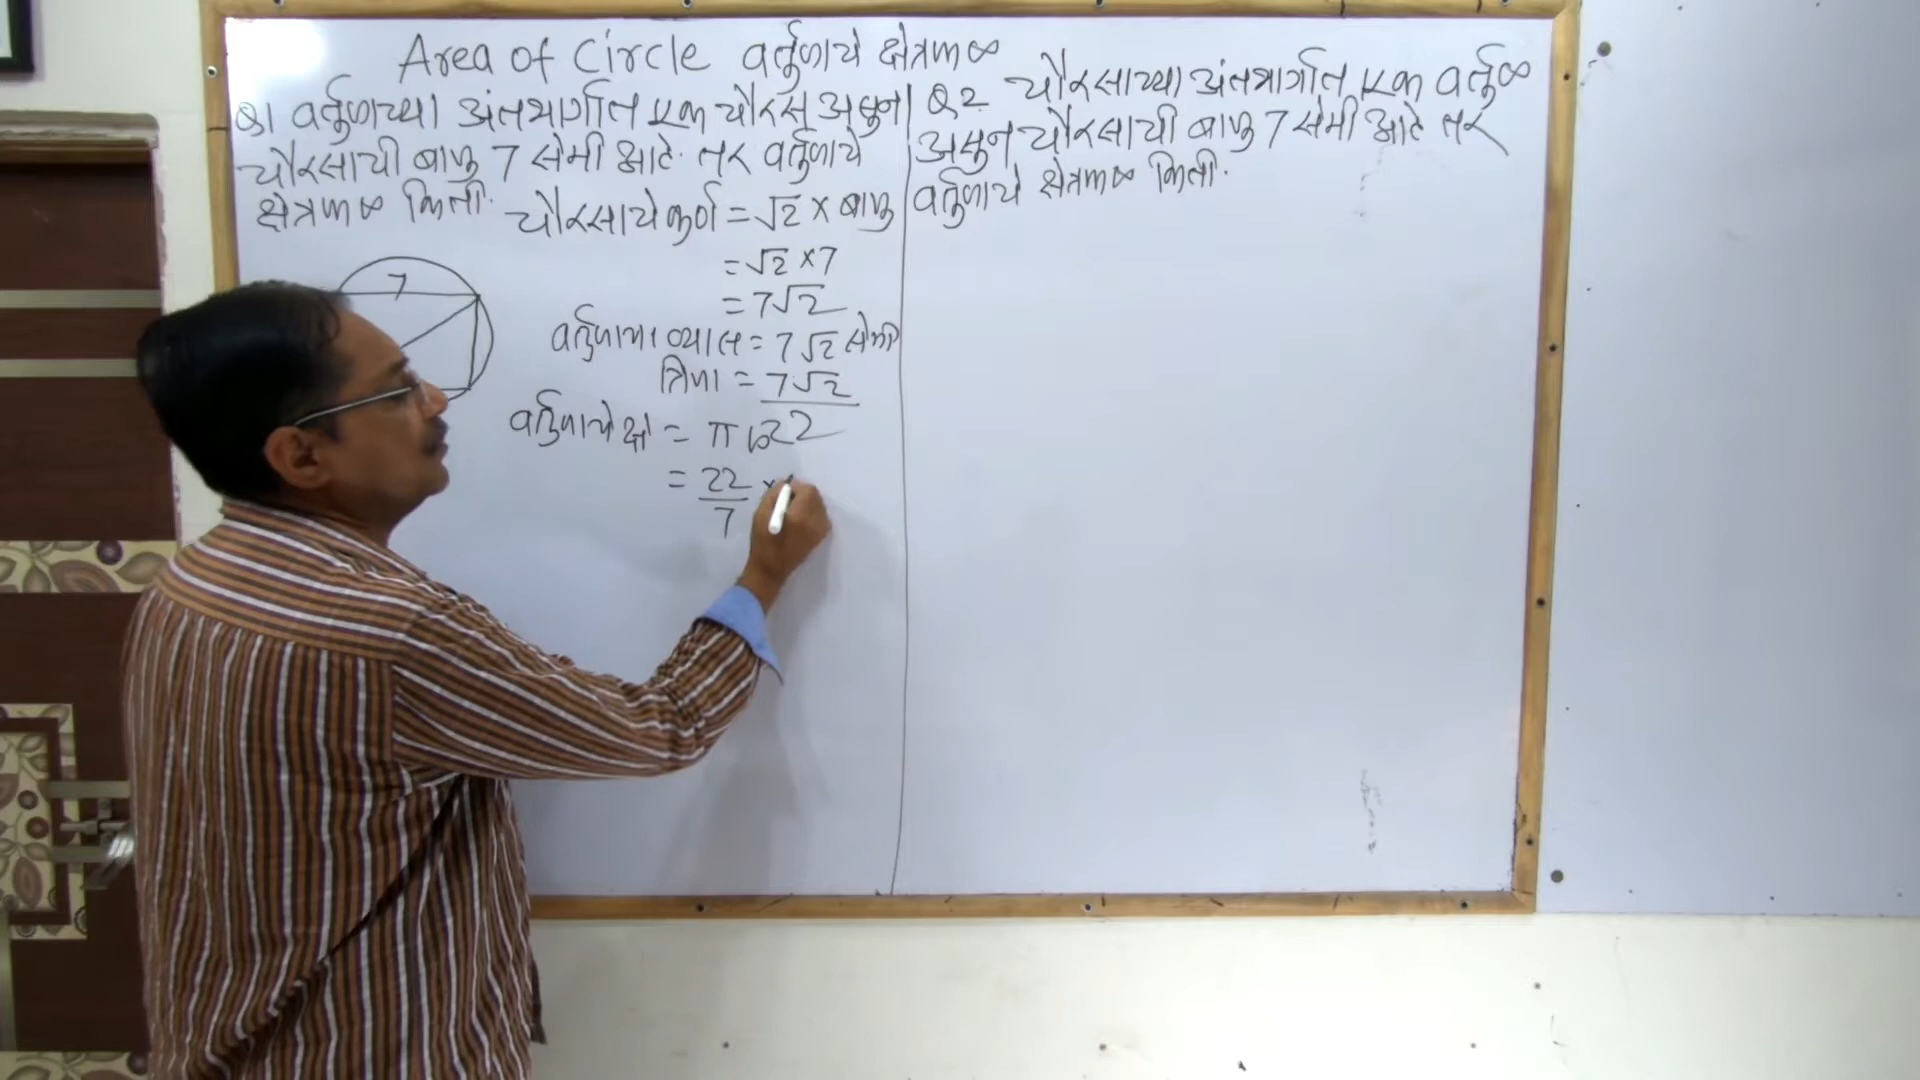 Area of Circle वर्तुळाचे क्षेत्रफळ
Q1 वर्तुळाच्या अंतर्भागात एक चौरस असून
चौरसाची बाजू 7 सेमी आहे. तर वर्तुळाचे
क्षेत्रफळ किती.
चौरसाचे कर्ण = √2 × बाजू
= √2 × 7
= 7√2
7
वर्तुळाचा व्यास = 7√2 सेमी
त्रिज्या = 7√2 / 2
वर्तुळाचे क्षे = π r2
= 22/7 ×
Q2 चौरसाच्या अंतर्भागात एक वर्तुळ
असून चौरसाची बाजू 7 सेमी आहे तर
वर्तुळाचे क्षेत्रफळ किती.